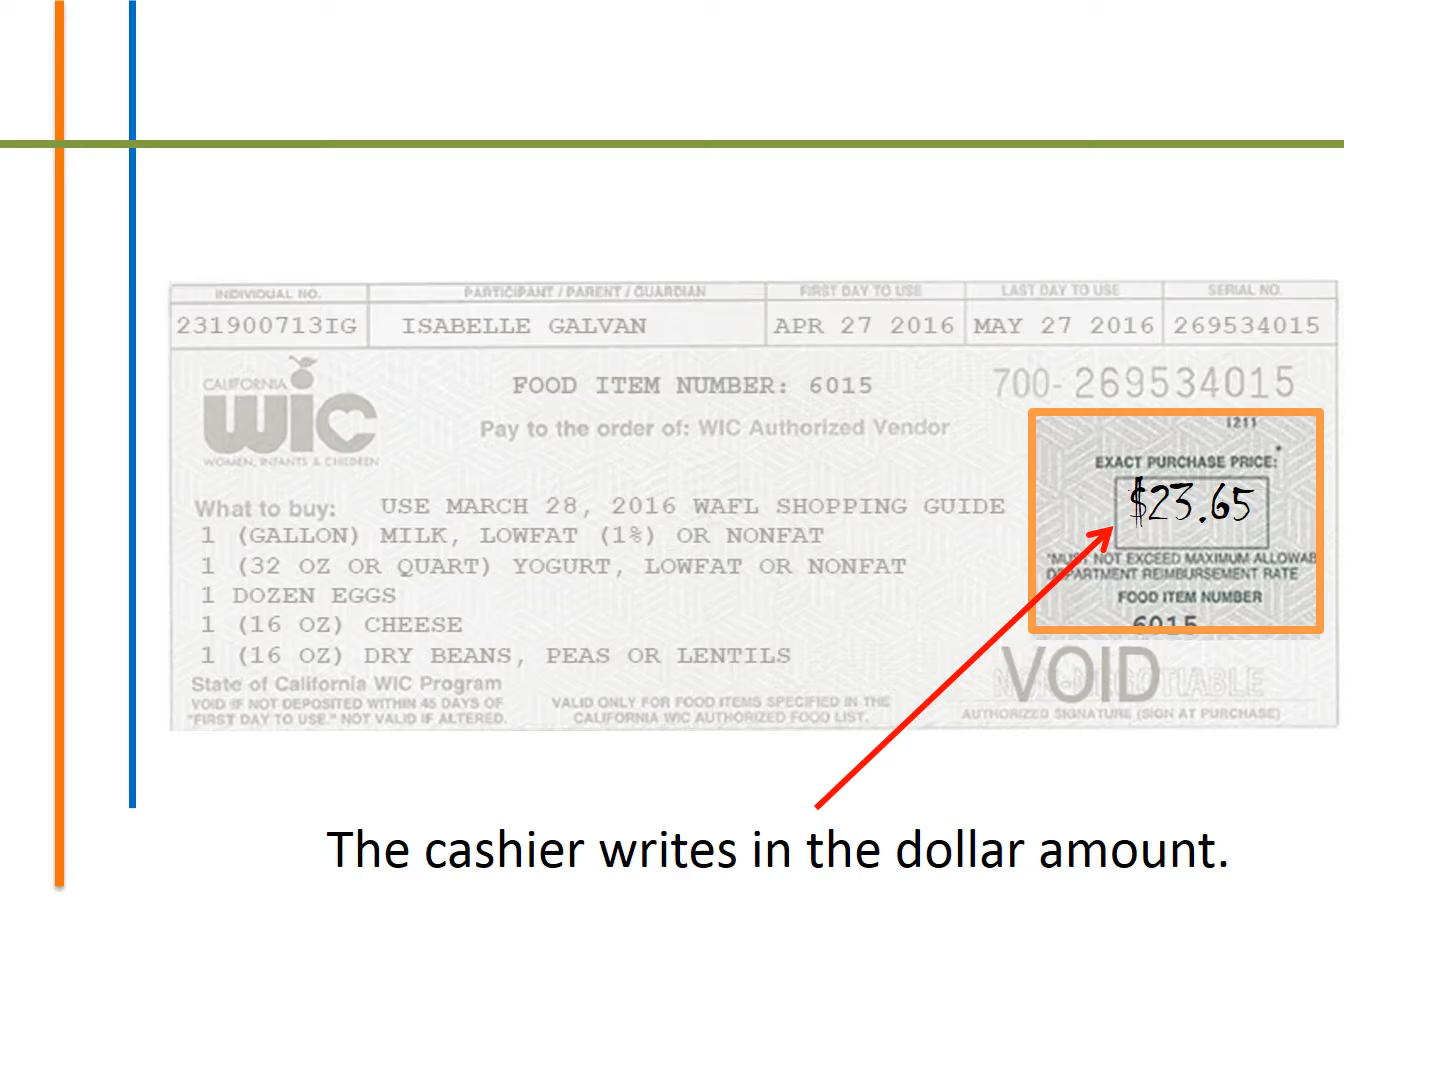 INDIVIDUAL NO. PARTICIPANT / PARENT / GUARDIAN FIRST DAY TO USE LAST DAY TO USE SERIAL NO.
231900713IG ISABELLE GALVAN APR 27 2016 MAY 27 2016 269534015
CALIFORNIA
WIC
WOMEN, INFANTS & CHILDREN
FOOD ITEM NUMBER: 6015
Pay to the order of: WIC Authorized Vendor
700-269534015
1211
EXACT PURCHASE PRICE:*
$23.65
*MUST NOT EXCEED MAXIMUM ALLOWAB
DEPARTMENT REIMBURSEMENT RATE
FOOD ITEM NUMBER
6015
What to buy: USE MARCH 28, 2016 WAFL SHOPPING GUIDE
1 (GALLON) MILK, LOWFAT (1%) OR NONFAT
1 (32 OZ OR QUART) YOGURT, LOWFAT OR NONFAT
1 DOZEN EGGS
1 (16 OZ) CHEESE
1 (16 OZ) DRY BEANS, PEAS OR LENTILS
State of California WIC Program
VOID IF NOT DEPOSITED WITHIN 45 DAYS OF
"FIRST DAY TO USE." NOT VALID IF ALTERED.
VALID ONLY FOR FOOD ITEMS SPECIFIED IN THE
CALIFORNIA WIC AUTHORIZED FOOD LIST.
VOID
AUTHORIZED SIGNATURE (SIGN AT PURCHASE)
The cashier writes in the dollar amount.